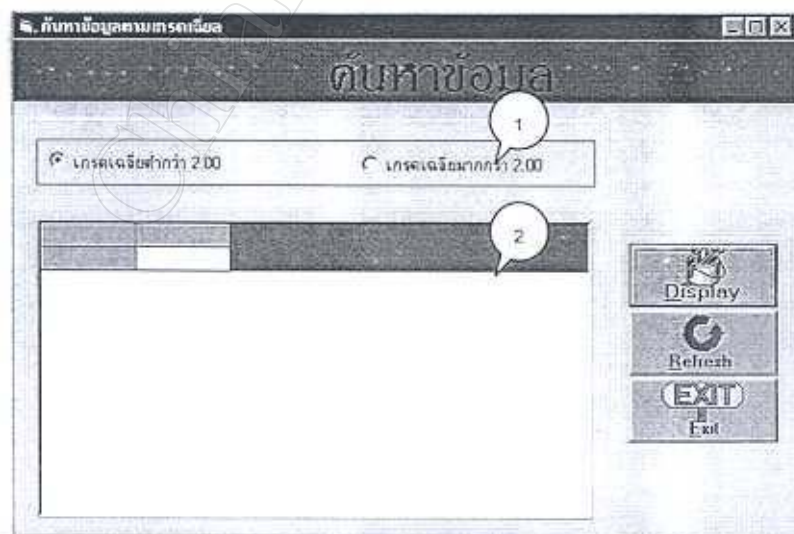 ค้นหาข้อมูลตามเกรดเฉลี่ย
ค้นหาข้อมูล
1
เกรดเฉลี่ยต่ำกว่า 2.00
เกรดเฉลี่ยมากกว่า 2.00
2
Display
Refresh
EXIT
Exit